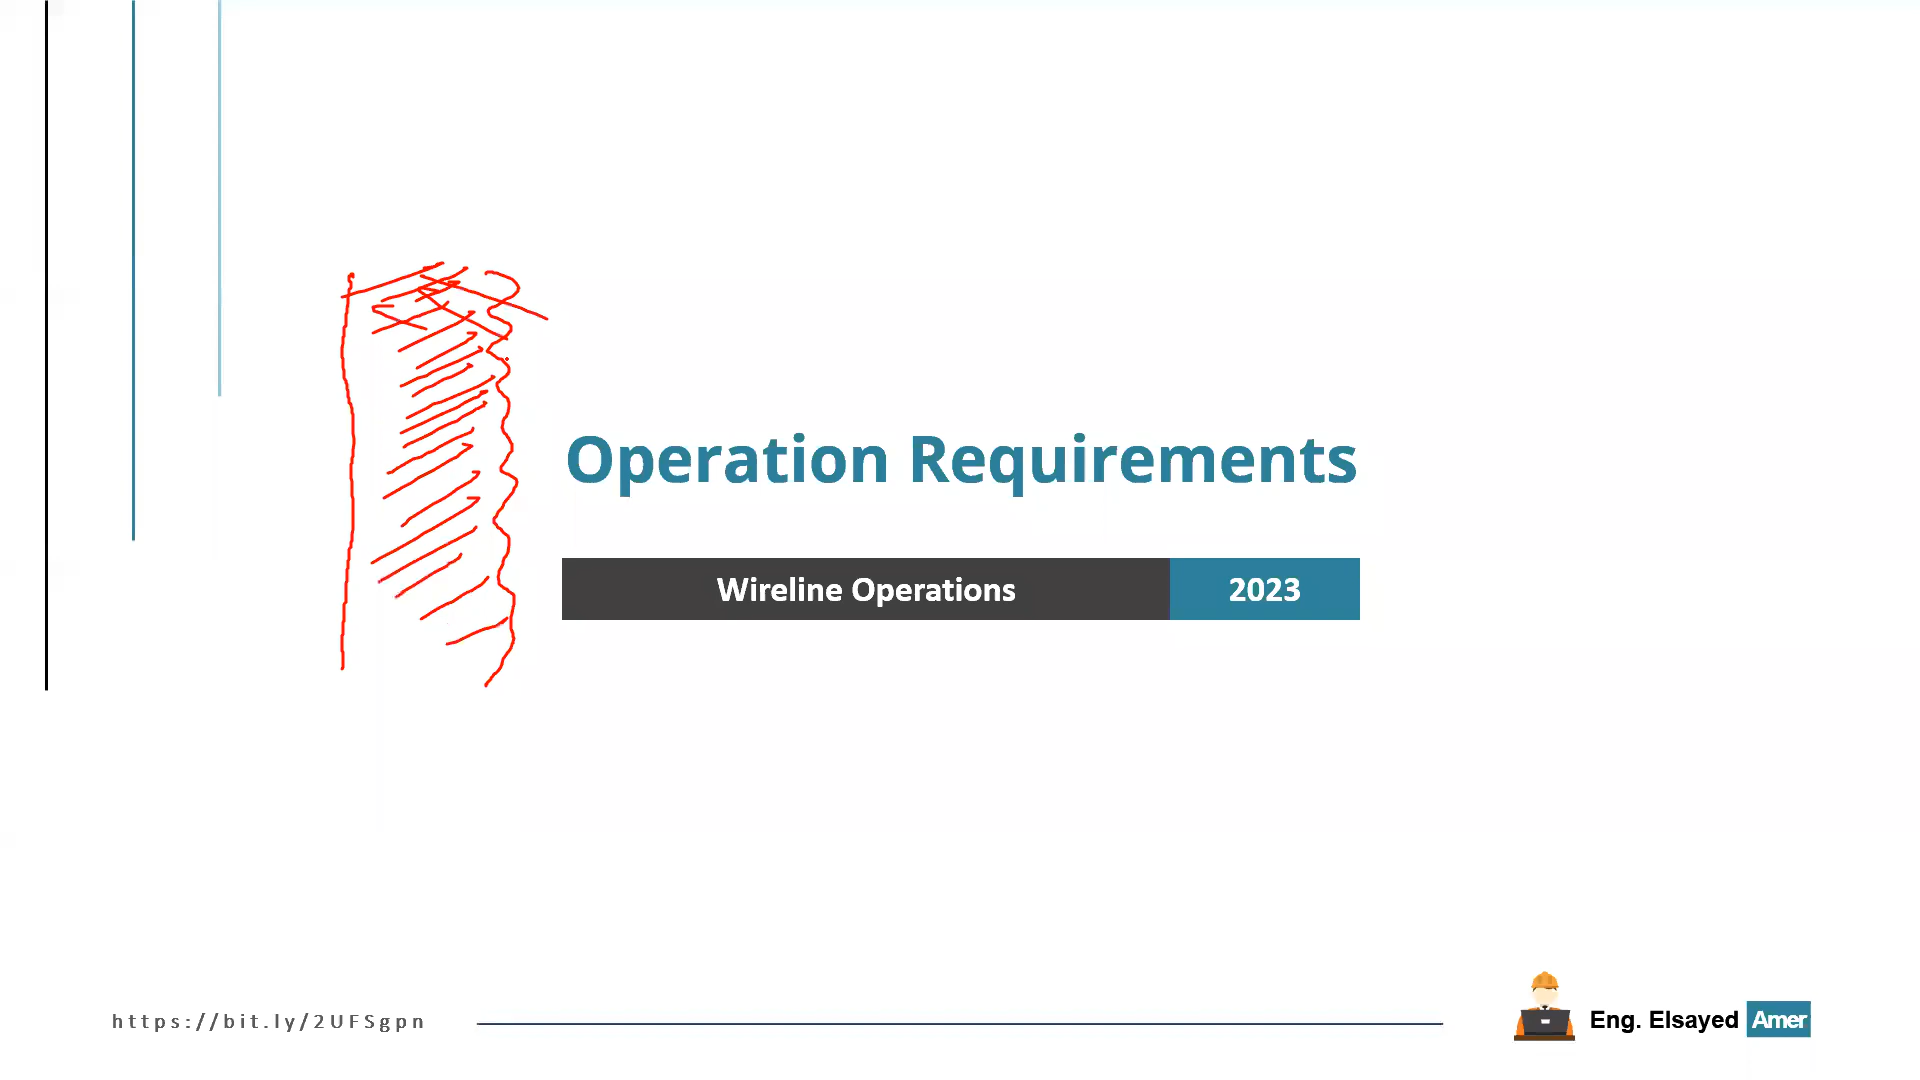 Operation Requirements
Wireline Operations 2023
https://bit.ly/2UFSgpn
Eng. Elsayed Amer